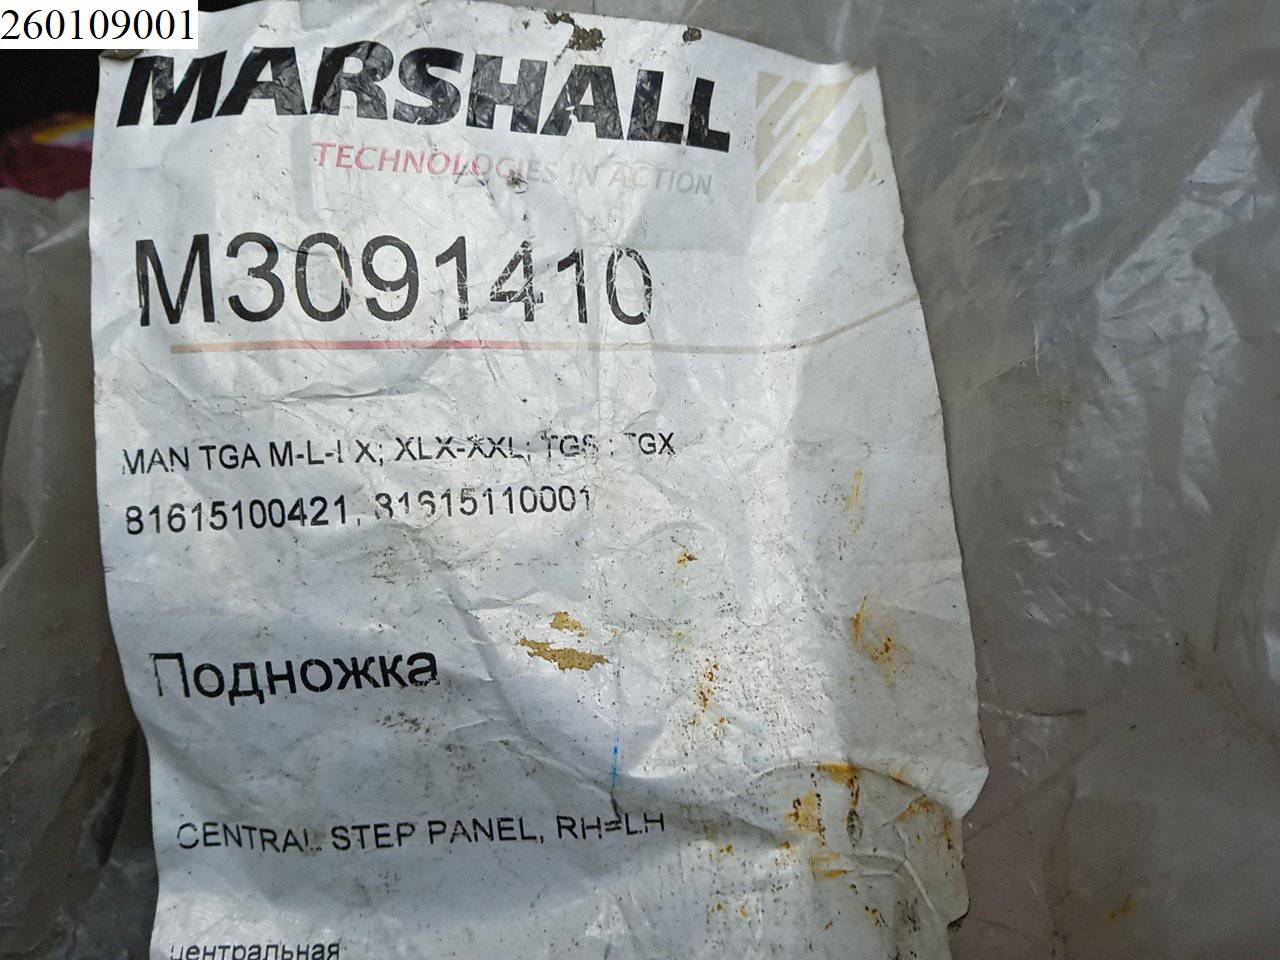 260109001
MARSHALL
TECHNOLOGIES IN ACTION
M3091410
MAN TGA M-L-LX; XLX-XXL; TGS ; TGX
81615100421, 81615110001
Подножка
CENTRAL STEP PANEL, RH=LH
центральная